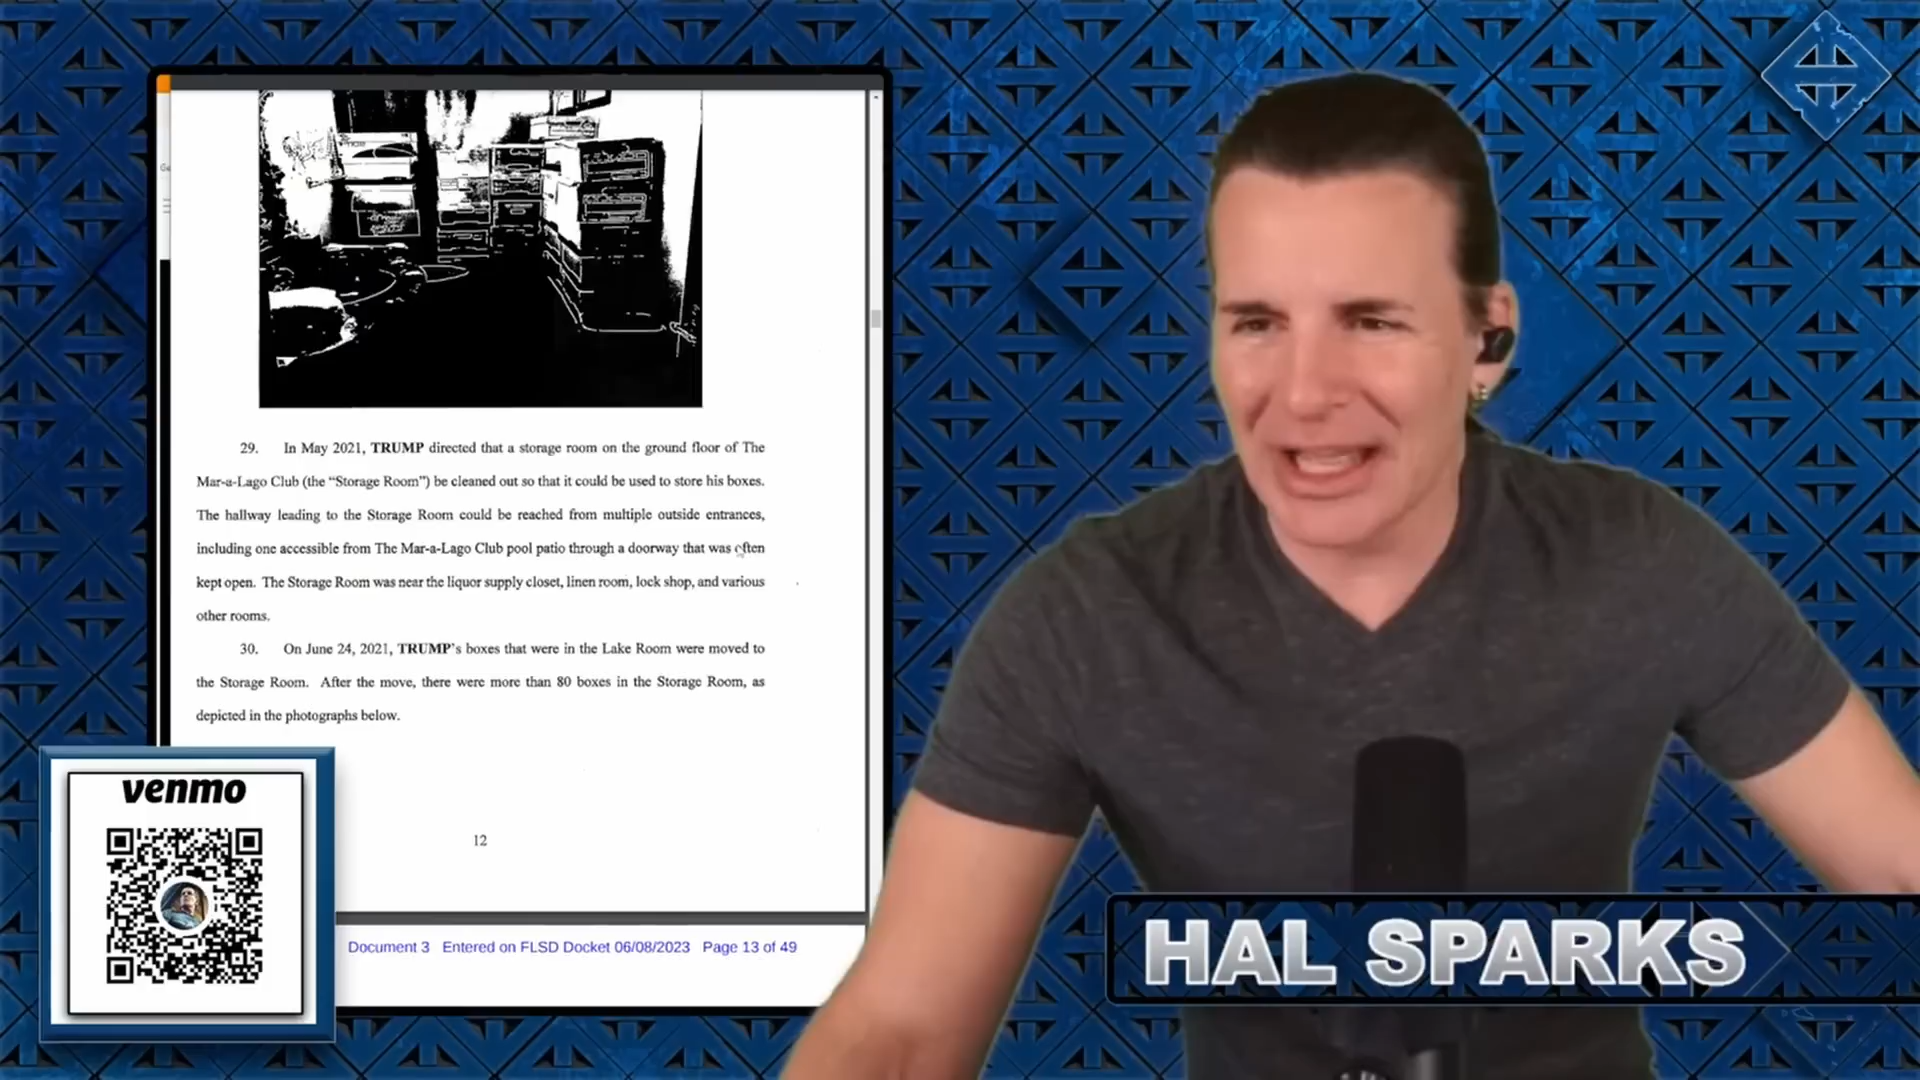 29. In May 2021, TRUMP directed that a storage room on the ground floor of The
Mar-a-Lago Club (the “Storage Room”) be cleaned out so that it could be used to store his boxes.
The hallway leading to the Storage Room could be reached from multiple outside entrances,
including one accessible from The Mar-a-Lago Club pool patio through a doorway that was often
kept open. The Storage Room was near the liquor supply closet, linen room, lock shop, and various
other rooms.
30. On June 24, 2021, TRUMP's boxes that were in the Lake Room were moved to
the Storage Room. After the move, there were more than 80 boxes in the Storage Room, as
depicted in the photographs below.
12
Document 3 Entered on FLSD Docket 06/08/2023 Page 13 of 49
venmo
HAL SPARKS